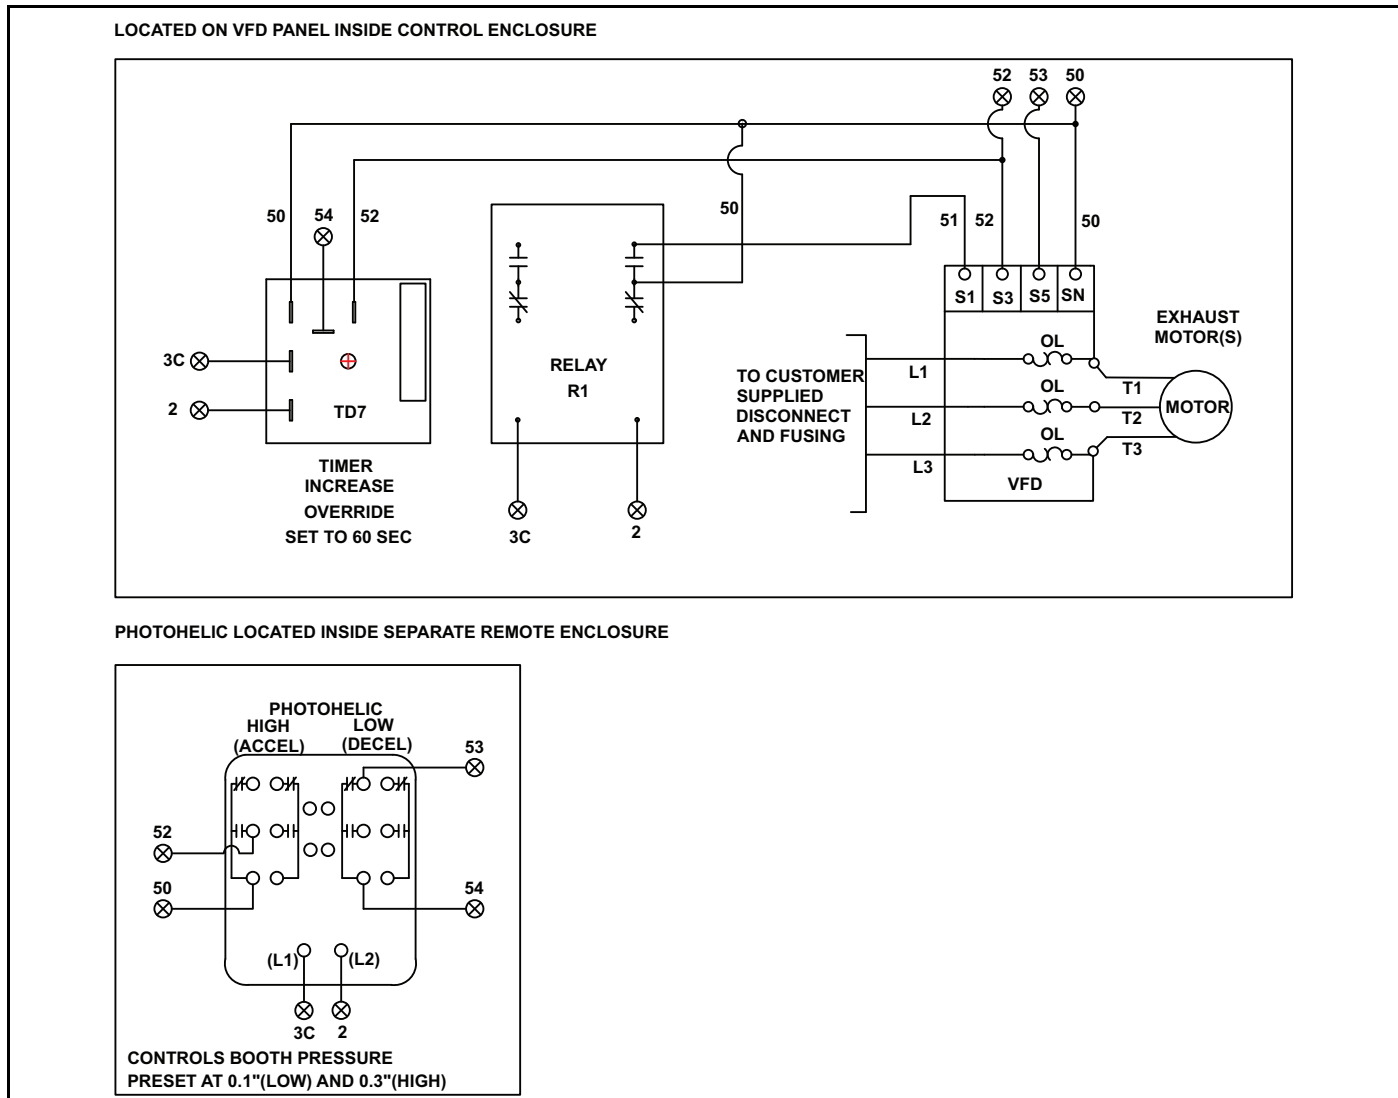 LOCATED ON VFD PANEL INSIDE CONTROL ENCLOSURE
52 53 50
50 54 52
50
51 52 50
S1 S3 S5 SN
EXHAUST
MOTOR(S)
3C
2
TD7
RELAY
R1
TO CUSTOMER
SUPPLIED
DISCONNECT
AND FUSING
L1
L2
L3
OL
OL
OL
VFD
T1
T2
T3
MOTOR
TIMER
INCREASE
OVERRIDE
SET TO 60 SEC
3C
2
PHOTOHELIC LOCATED INSIDE SEPARATE REMOTE ENCLOSURE
PHOTOHELIC
HIGH
(ACCEL)
LOW
(DECEL)
53
52
50
54
(L1) (L2)
3C 2
CONTROLS BOOTH PRESSURE
PRESET AT 0.1"(LOW) AND 0.3"(HIGH)